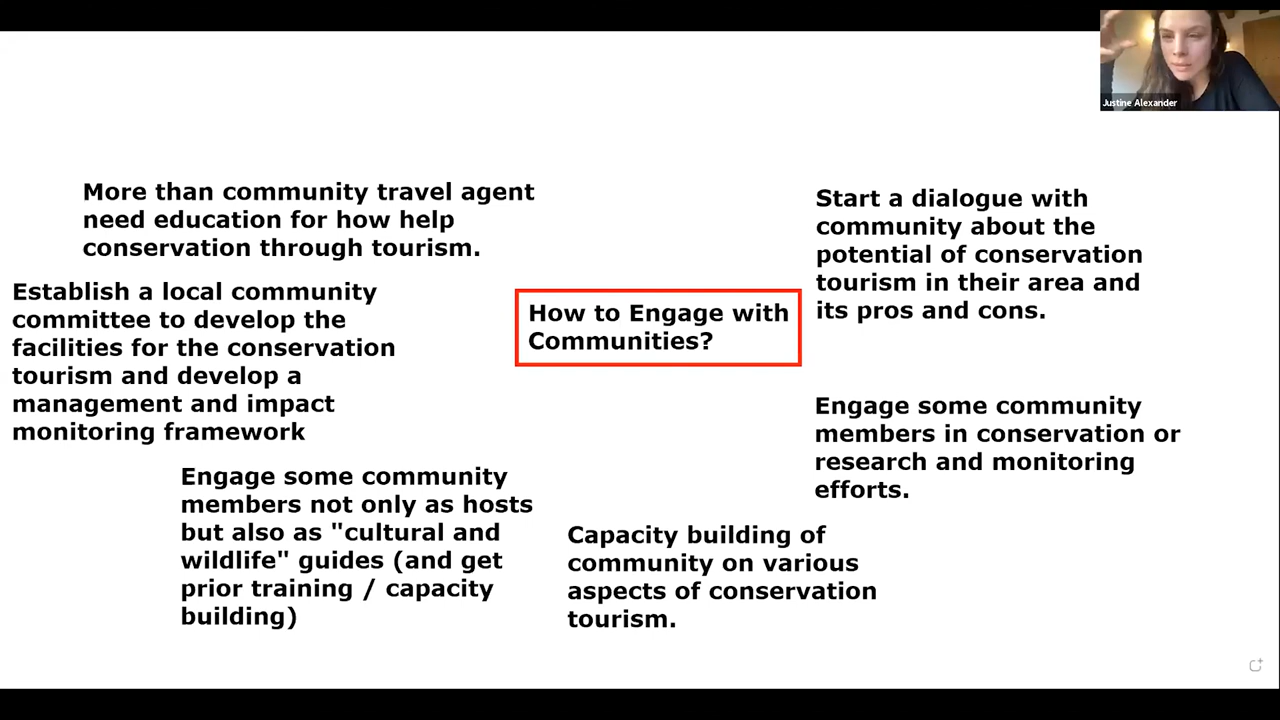 Justine Alexander
More than community travel agent
need education for how help
conservation through tourism.
Start a dialogue with
community about the
potential of conservation
tourism in their area and
its pros and cons.
Establish a local community
committee to develop the
facilities for the conservation
tourism and develop a
management and impact
monitoring framework
How to Engage with
Communities?
Engage some community
members in conservation or
research and monitoring
efforts.
Engage some community
members not only as hosts
but also as "cultural and
wildlife" guides (and get
prior training / capacity
building)
Capacity building of
community on various
aspects of conservation
tourism.